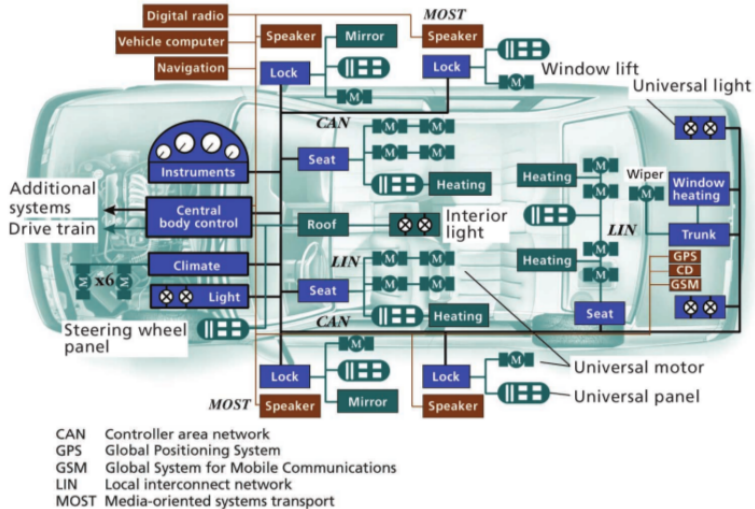 Digital radio
MOST
Vehicle computer
Speaker
Mirror
Speaker
Navigation
Lock
Lock
Window lift
M
M
Universal light
CAN
M M
Instruments
Seat
M M
Heating
M
Wiper
Additional
systems
Drive train
Central
body control
Heating
M
M
Window
heating
Roof
Interior
light
LIN
Trunk
Climate
LIN
M M
Heating
M
GPS
CD
GSM
M x6 M
Light
Seat
M M
M
Steering wheel
panel
CAN
Heating
Seat
M
M
Universal motor
Lock
Lock
MOST
Speaker
Mirror
Speaker
Universal panel
CAN Controller area network
GPS Global Positioning System
GSM Global System for Mobile Communications
LIN Local interconnect network
MOST Media-oriented systems transport